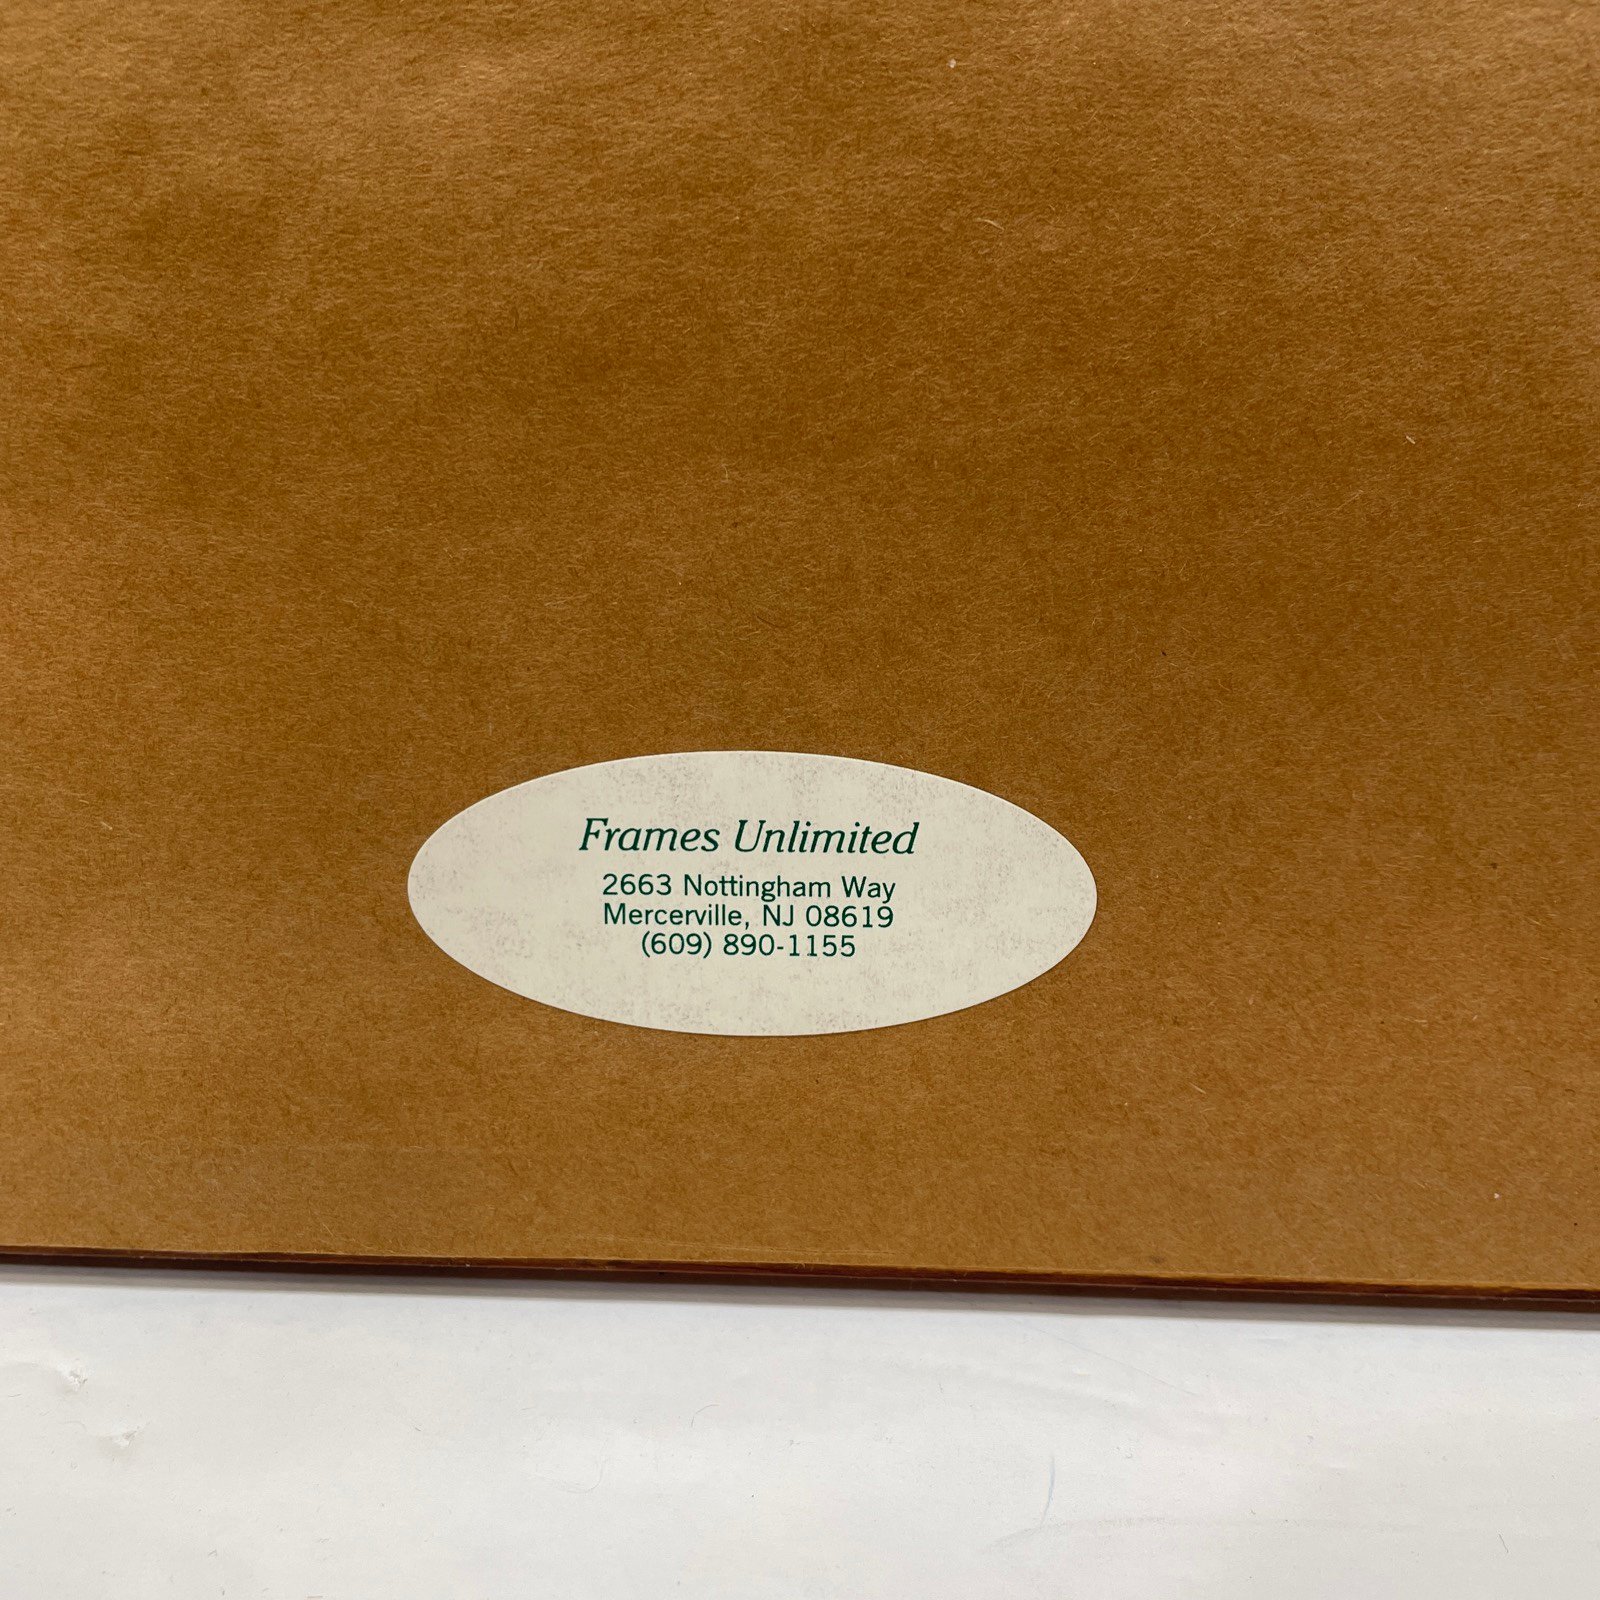 Frames Unlimited
2663 Nottingham Way
Mercerville, NJ 08619
(609) 890-1155